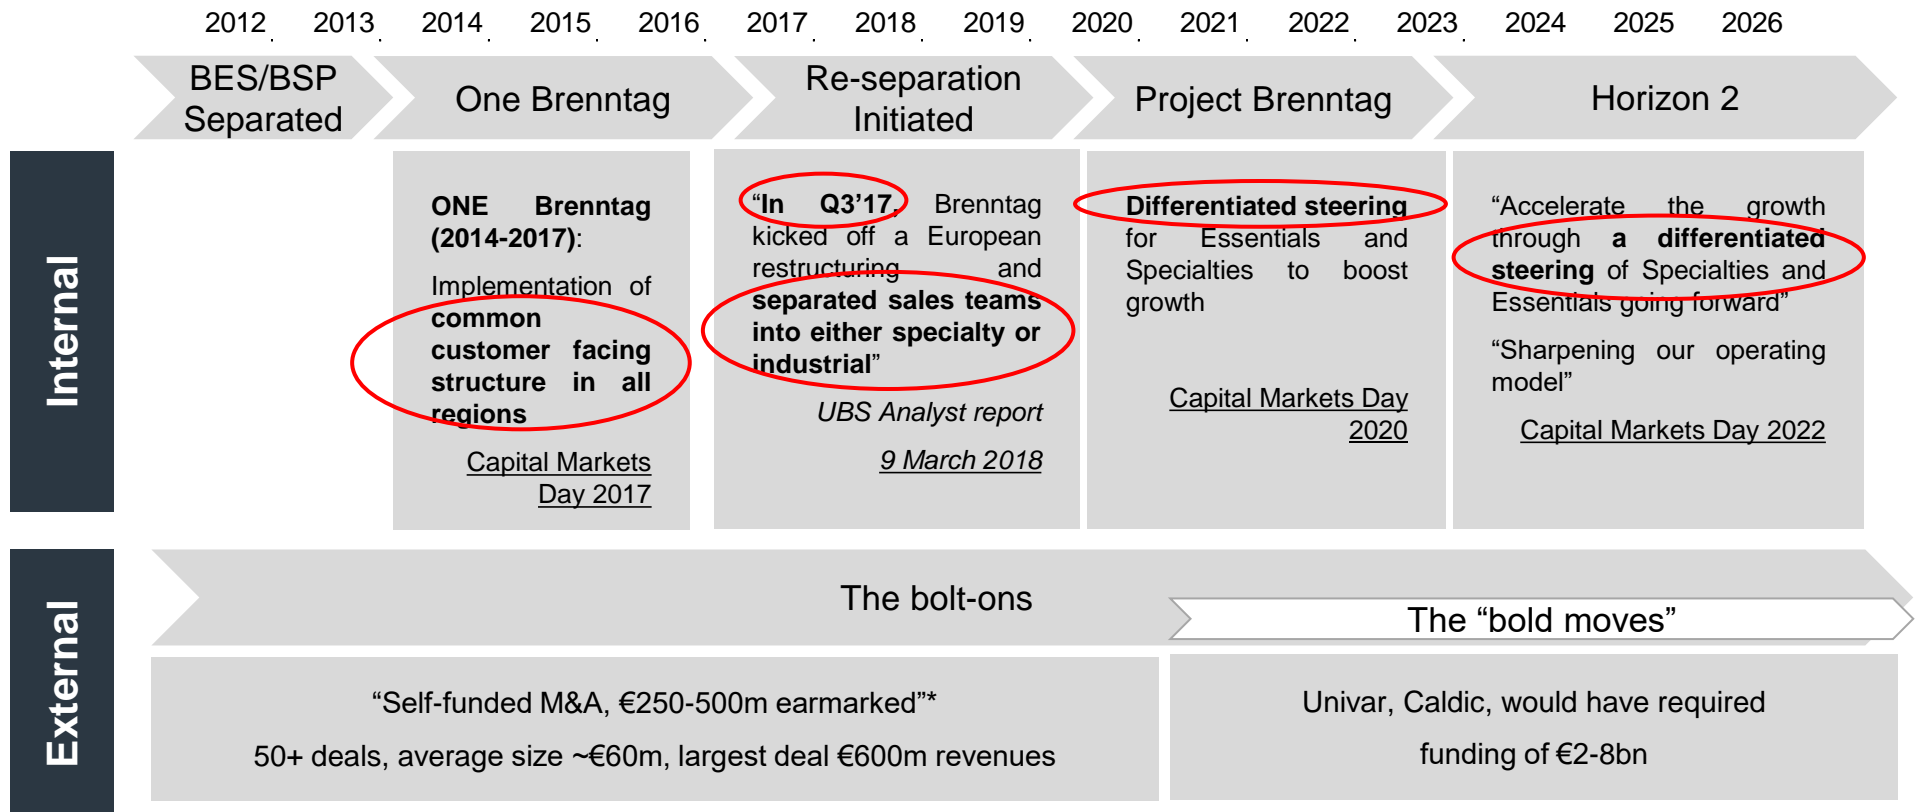 2012 2013 2014 2015 2016 2017 2018 2019 2020 2021 2022 2023 2024 2025 2026
BES/BSP
Separated
One Brenntag
Re-separation
Initiated
Project Brenntag
Horizon 2
Internal
ONE Brenntag
(2014-2017):
Implementation of
common
customer facing
structure in all
regions
Capital Markets
Day 2017
“In Q3’17, Brenntag
kicked off a European
restructuring and
separated sales teams
into either specialty or
industrial”
UBS Analyst report
9 March 2018
Differentiated steering
for Essentials and
Specialties to boost
growth
Capital Markets Day
2020
“Accelerate the growth
through a differentiated
steering of Specialties and
Essentials going forward”
“Sharpening our operating
model”
Capital Markets Day 2022
External
The bolt-ons
The “bold moves”
“Self-funded M&A, €250-500m earmarked”*
50+ deals, average size ~€60m, largest deal €600m revenues
Univar, Caldic, would have required
funding of €2-8bn